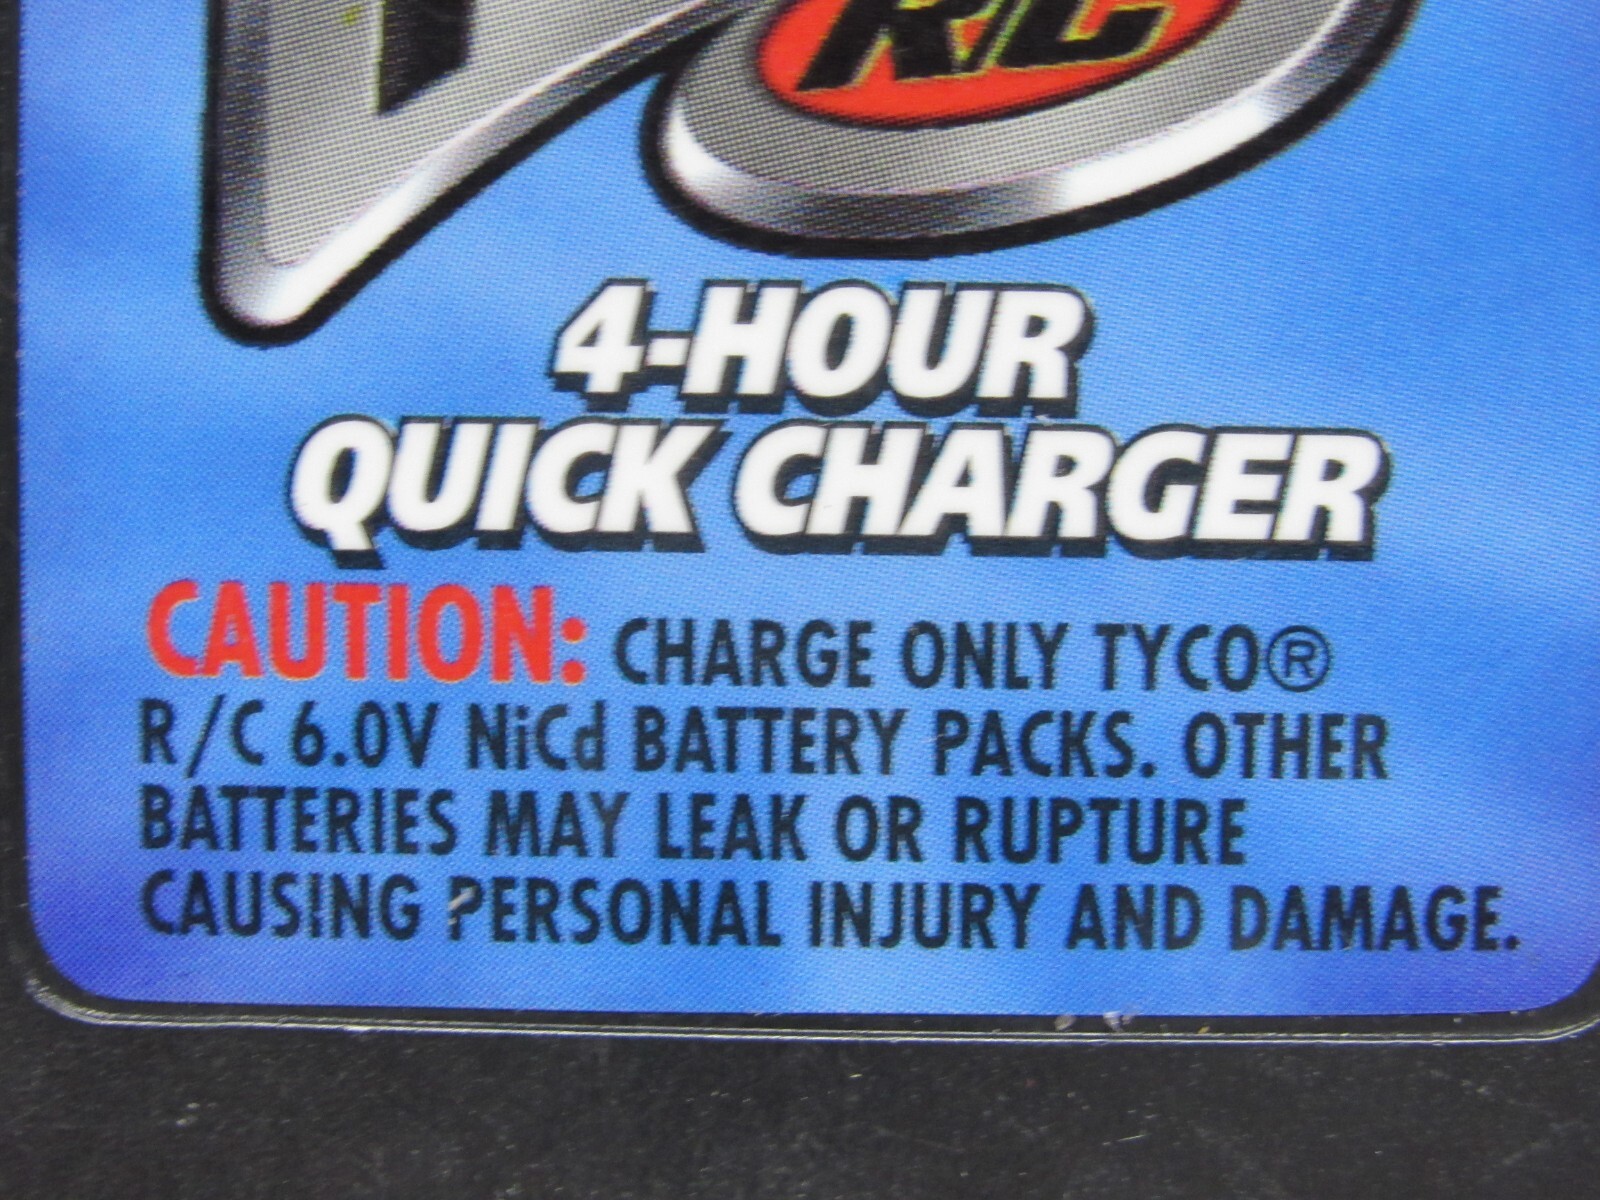 R/C
4-HOUR
QUICK CHARGER
CAUTION: CHARGE ONLY TYCO®
R/C 6.0V NiCd BATTERY PACKS. OTHER
BATTERIES MAY LEAK OR RUPTURE
CAUSING PERSONAL INJURY AND DAMAGE.